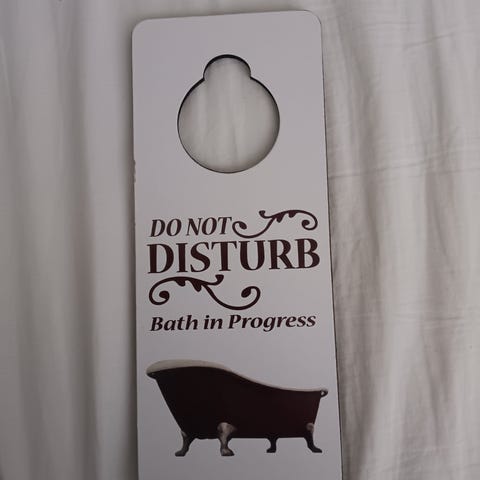 DO NOT
DISTURB
Bath in Progress